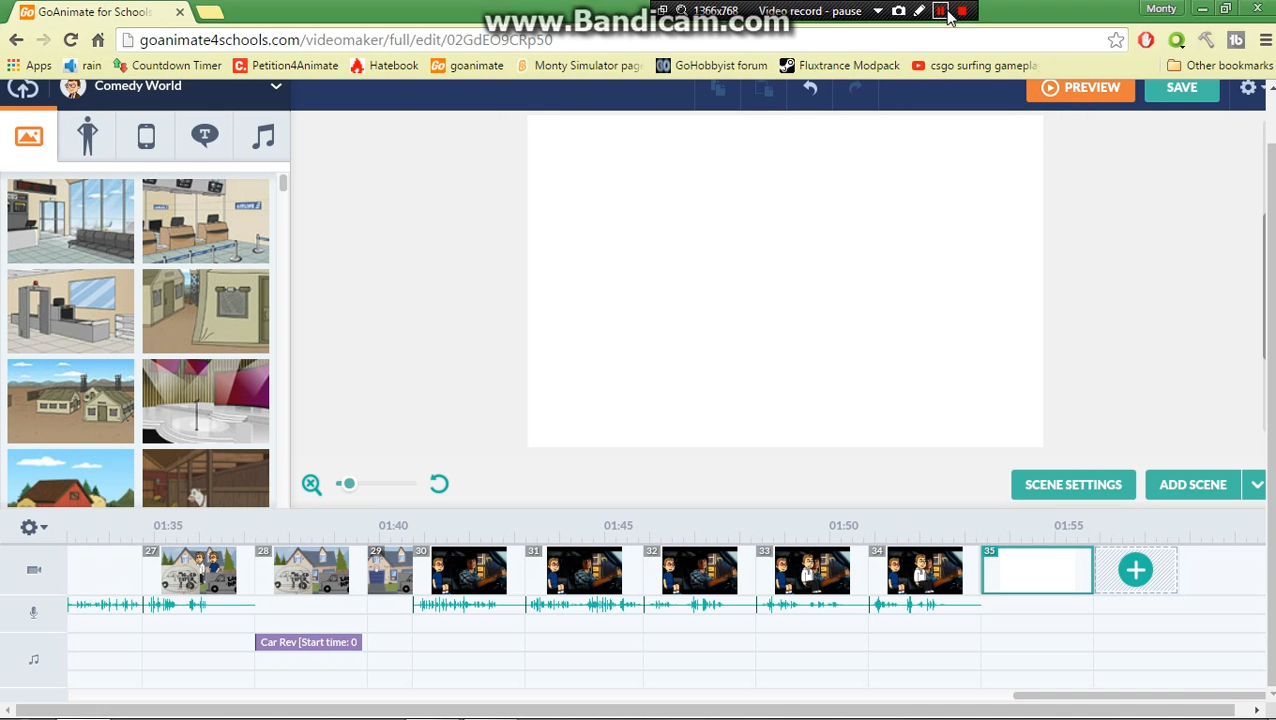 GoAnimate for Schools
1366x768
Video record - pause
Monty
www.Bandicam.com
goanimate4schools.com/videomaker/full/edit/02GdEO9CRp50
Apps
rain
Countdown Timer
Petition4Animate
Hatebook
goanimate
Monty Simulator page
GoHobbyist forum
Fluxtrance Modpack
csgo surfing gamepla
Other bookmarks
Comedy World
PREVIEW
SAVE
SCENE SETTINGS
ADD SCENE
01:35
01:40
01:45
01:50
01:55
27
28
29
30
31
32
33
34
35
Car Rev [Start time: 0